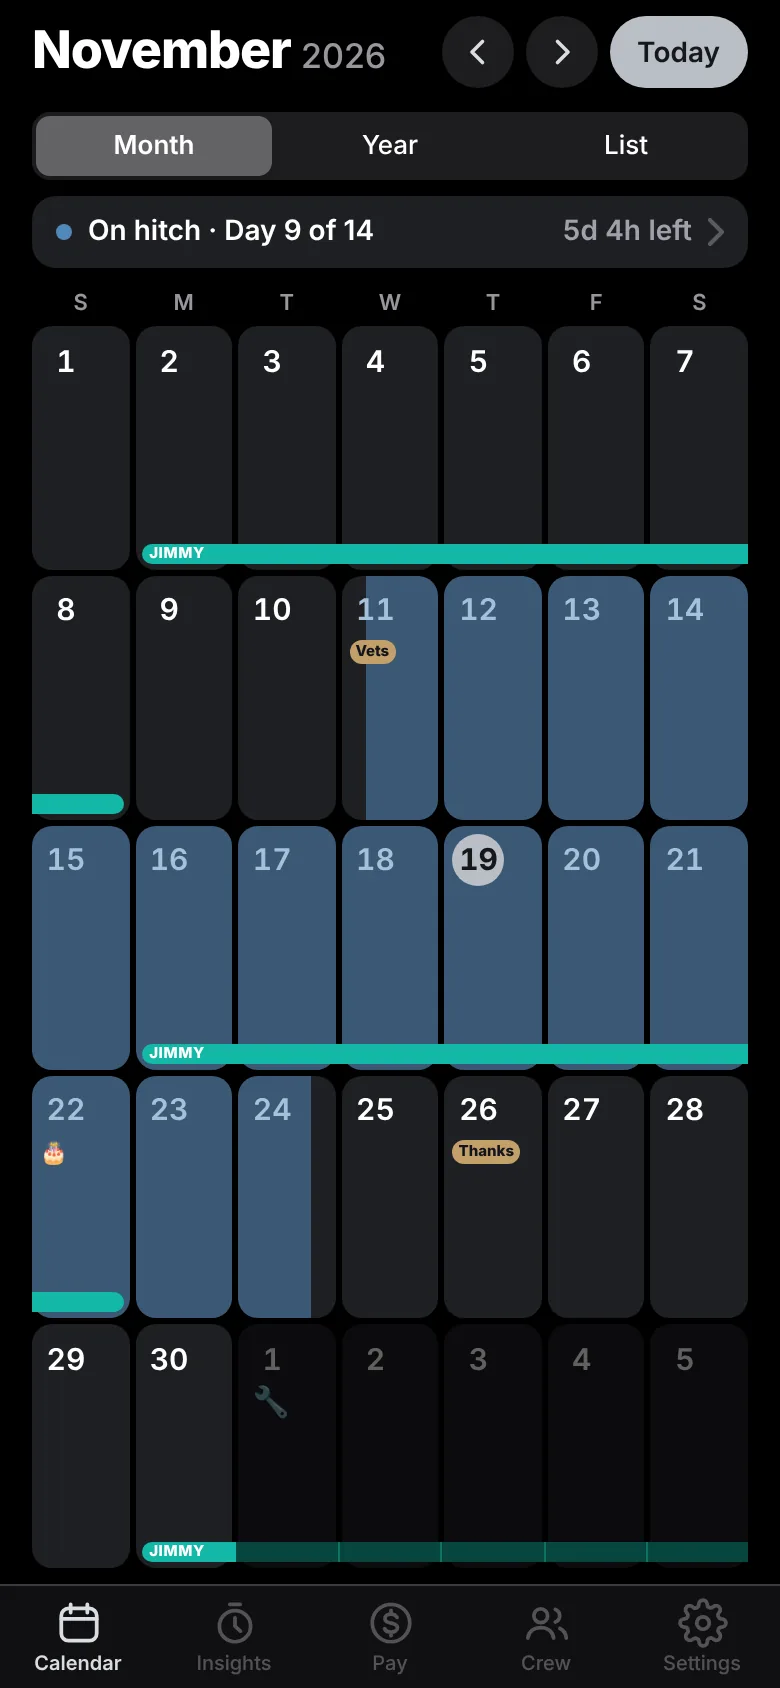 November 2026
Today
Month Year List
On hitch · Day 9 of 14 5d 4h left
S M T W T F S
1 2 3 4 5 6 7
JIMMY
8 9 10 11 12 13 14
Vets
15 16 17 18 19 20 21
JIMMY
22 23 24 25 26 27 28
Thanks
29 30 1 2 3 4 5
JIMMY
Calendar Insights Pay Crew Settings